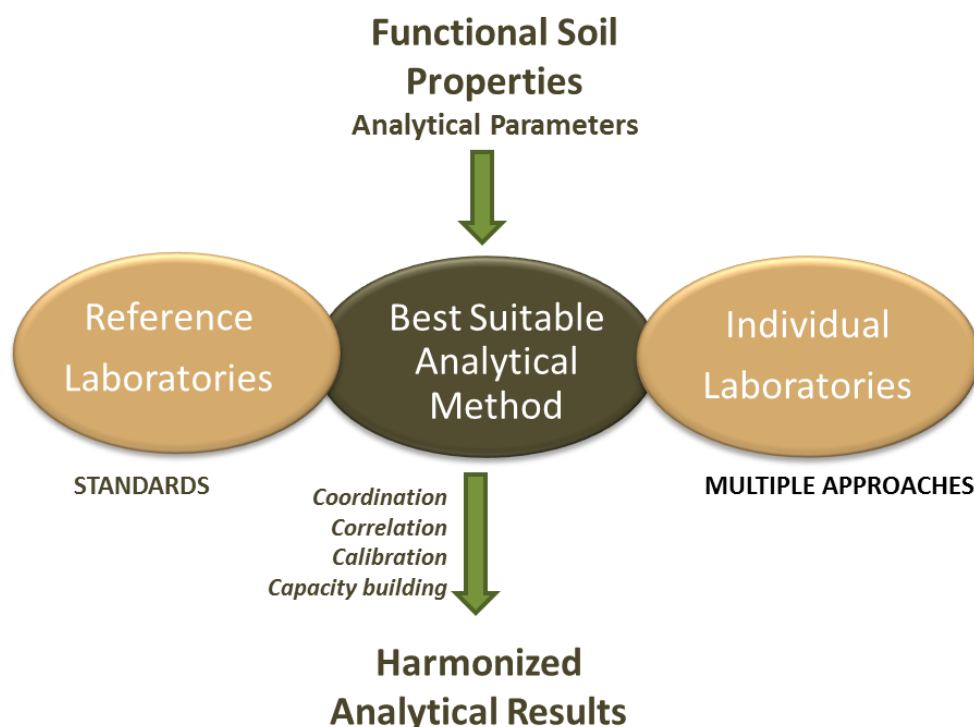 Functional Soil
Properties
Analytical Parameters
Reference
Laboratories
Best Suitable
Analytical
Method
Individual
Laboratories
STANDARDS
MULTIPLE APPROACHES
Coordination
Correlation
Calibration
Capacity building
Harmonized
Analytical Results